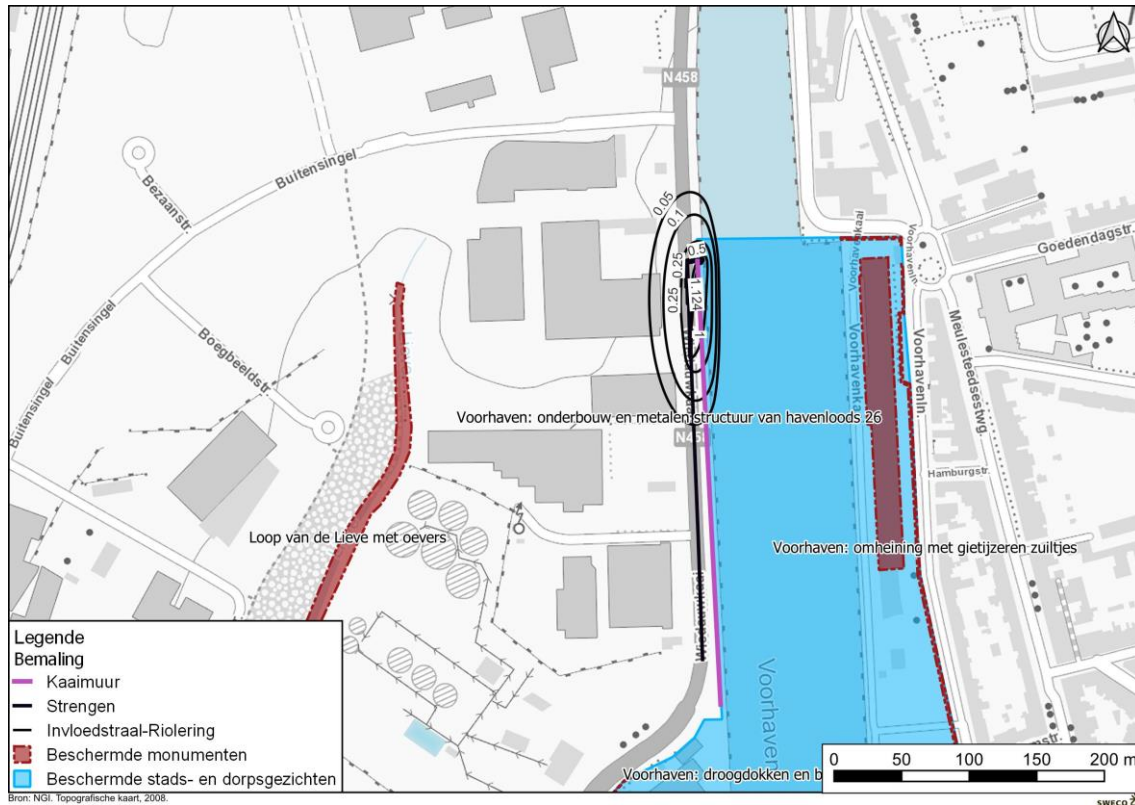 N458
Buitensingel
Bezaanstr.
Buitensingel
Buitensingel
Boegbeeldstr.
Buitensingel
0.05
0.1
0.5
0.25
0.25
1.124
1
Voorhavenkaai
Voorhavenln.
Goedendagstr.
Meulesteedsestwg.
Voorhavenln.
Voorhaven: onderbouw en metalen structuur van havenloods 26
Hamburgstr.
Loop van de Lieve met oevers
Voorhaven: omheining met gietijzeren zuiltjes
Voorhaven
Voorhaven: droogdokken en b
Legende
Bemaling
Kaaimuur
Strengen
Invloedstraal-Riolering
Beschermde monumenten
Beschermde stads- en dorpsgezichten
0 50 100 150 200 m
Bron: NGI. Topografische kaart, 2008.
SWECO